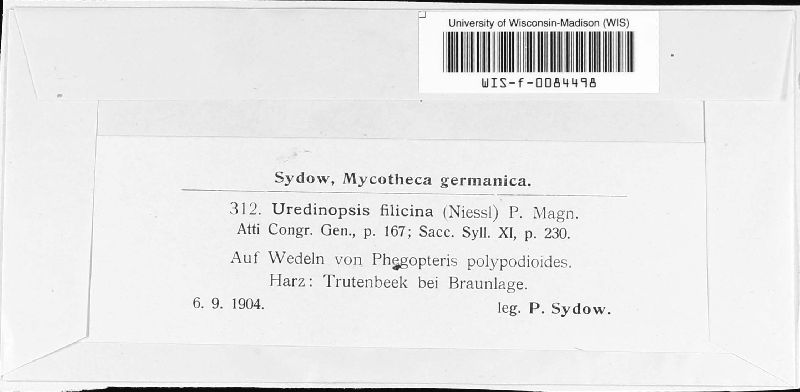 University of Wisconsin-Madison (WIS)
WIS-f-0084498
Sydow, Mycotheca germanica.
312. Uredinopsis filicina (Niessl) P. Magn.
Atti Congr. Gen., p. 167; Sacc. Syll. XI, p. 230.
Auf Wedeln von Phegopteris polypodioides.
Harz: Trutenbeek bei Braunlage.
6. 9. 1904. leg. P. Sydow.